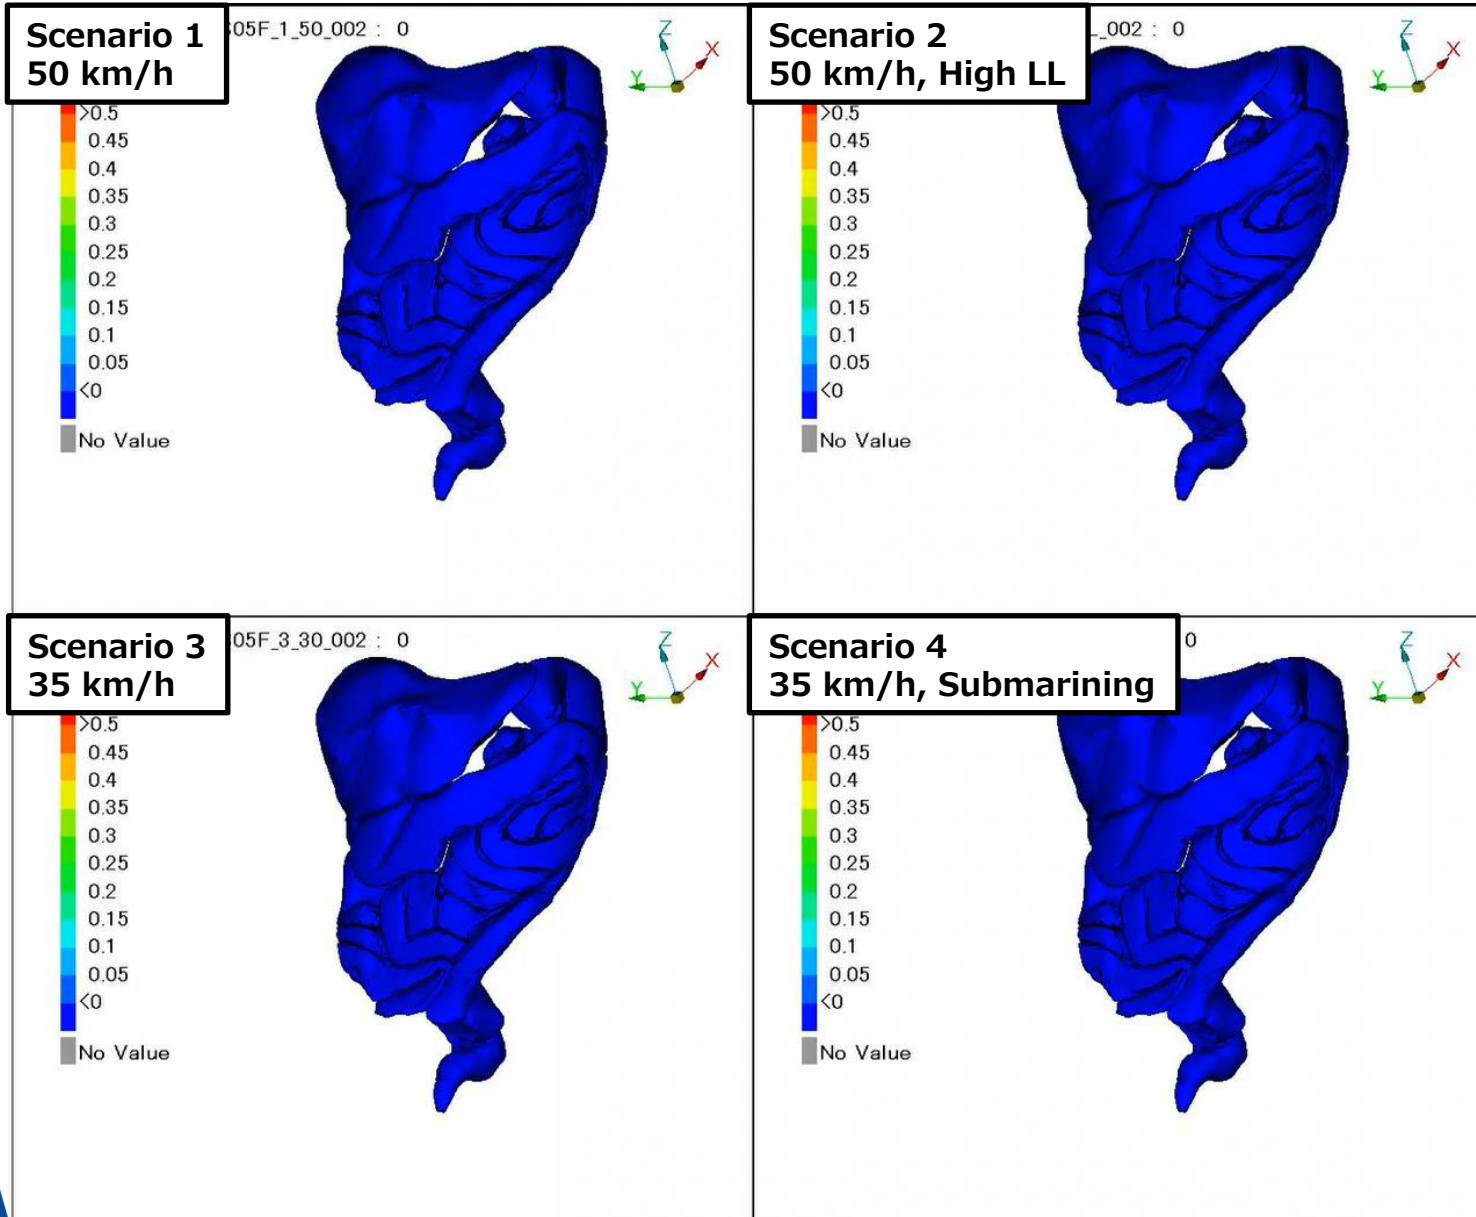 Scenario 1
50 km/h
05F_1_50_002 : 0
Z
X
Y
>0.5
0.45
0.4
0.35
0.3
0.25
0.2
0.15
0.1
0.05
<0
No Value
Scenario 2
50 km/h, High LL
_002 : 0
Z
X
Y
>0.5
0.45
0.4
0.35
0.3
0.25
0.2
0.15
0.1
0.05
<0
No Value
Scenario 3
35 km/h
05F_3_30_002 : 0
Z
X
Y
>0.5
0.45
0.4
0.35
0.3
0.25
0.2
0.15
0.1
0.05
<0
No Value
Scenario 4
35 km/h, Submarining
0
Z
X
Y
>0.5
0.45
0.4
0.35
0.3
0.25
0.2
0.15
0.1
0.05
<0
No Value